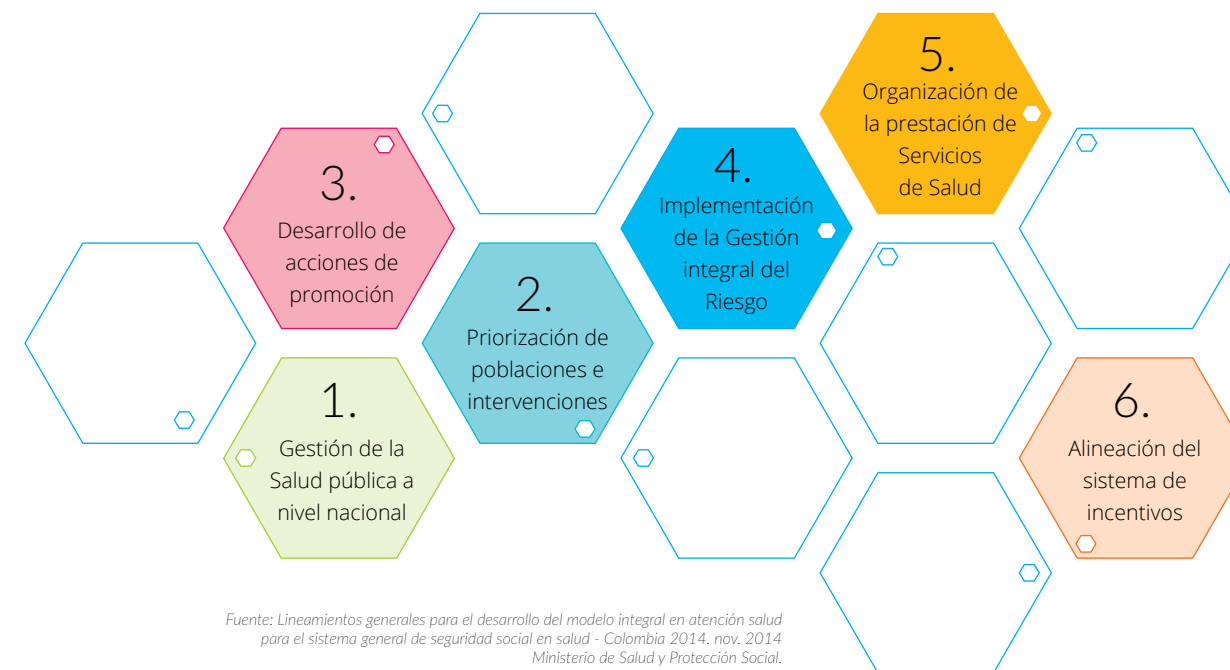 1.
Gestión de la
Salud pública a
nivel nacional
2.
Priorización de
poblaciones e
intervenciones
3.
Desarrollo de
acciones de
promoción
4.
Implementación
de la Gestión
integral del
Riesgo
5.
Organización de
la prestación de
Servicios
de Salud
6.
Alineación del
sistema de
incentivos
Fuente: Lineamientos generales para el desarrollo del modelo integral en atención salud
para el sistema general de seguridad social en salud - Colombia 2014. nov. 2014
Ministerio de Salud y Protección Social.